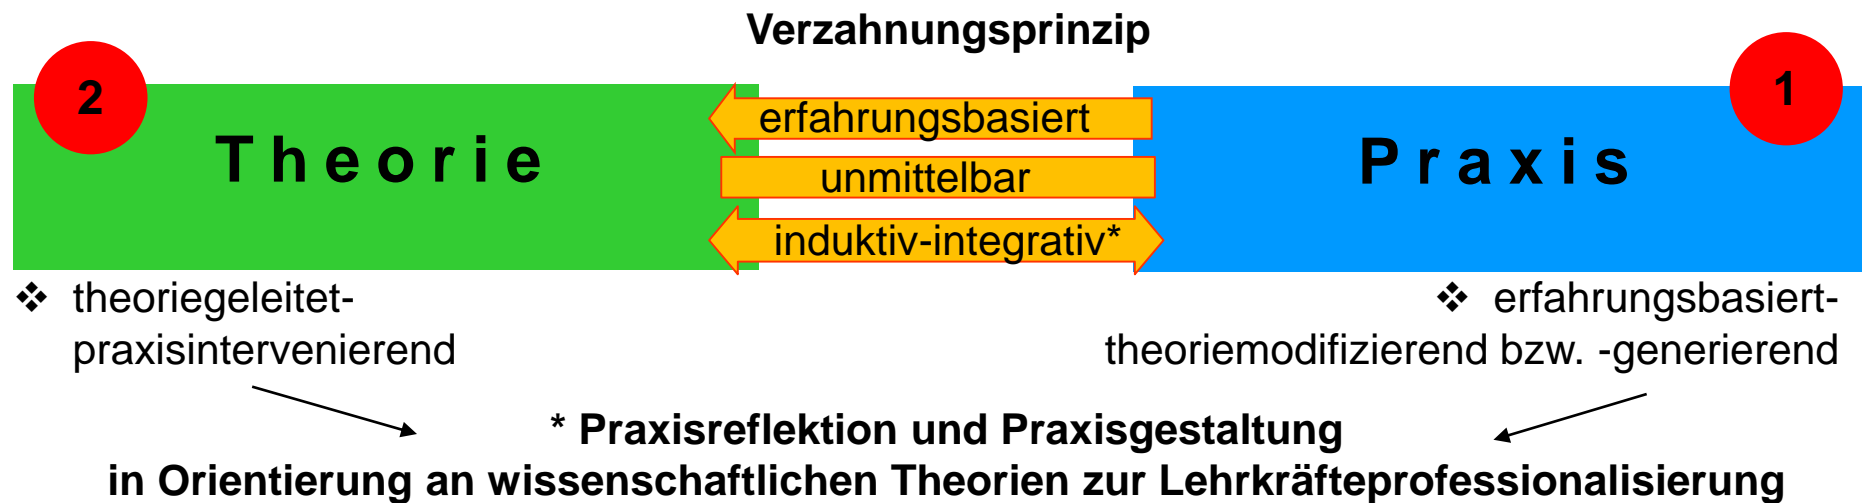 Verzahnungsprinzip
2
1
Theorie
erfahrungsbasiert
unmittelbar
induktiv-integrativ*
Praxis
❖ theoriegeleitet-
praxisintervenierend
❖ erfahrungsbasiert-
theoriemodifizierend bzw. -generierend
* Praxisreflektion und Praxisgestaltung
in Orientierung an wissenschaftlichen Theorien zur Lehrkräfteprofessionalisierung